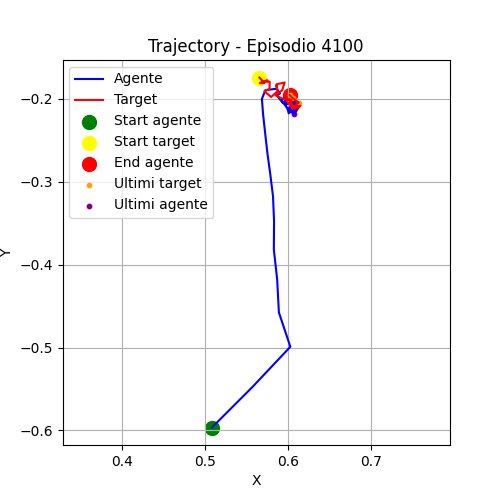 Trajectory - Episodio 4100
Agente
Target
Start agente
Start target
End agente
Ultimi target
Ultimi agente
−0.2
−0.3
−0.4
−0.5
−0.6
Y
0.4
0.5
0.6
0.7
X